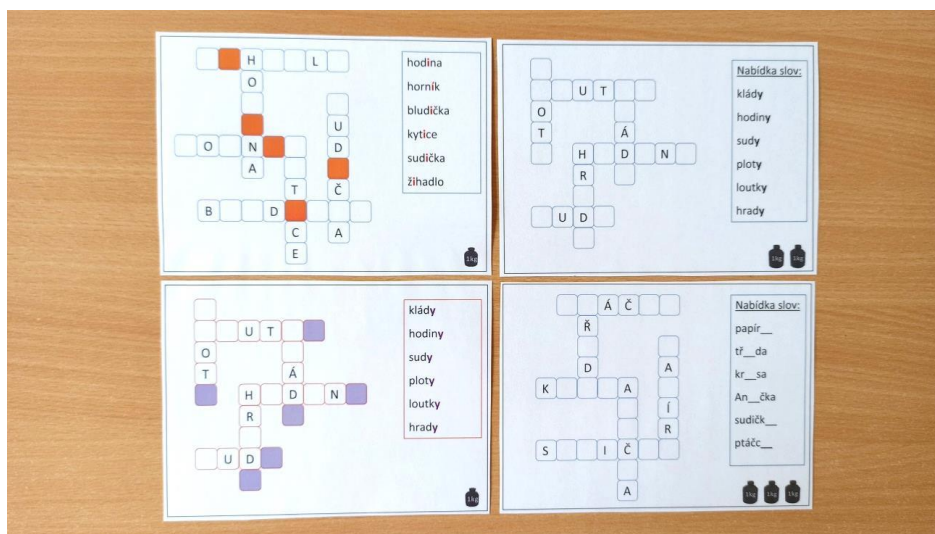 H L
O
U
O N D
A
T Č
B D
C A
E
hodina
horník
bludička
kytice
sudička
žihadlo
1kg
U T
O
T Á
H D N
R
U D
Nabídka slov:
klády
hodiny
sudy
ploty
loutky
hrady
1kg 1kg
U T
O
T Á
H D N
R
U D
klády
hodiny
sudy
ploty
loutky
hrady
1kg
Á Č
Ř
D A
K A
Í
R
S I Č
A
Nabídka slov:
papír__
tř__da
kr__sa
An__čka
sudičk__
ptáčc__
1kg 1kg 1kg